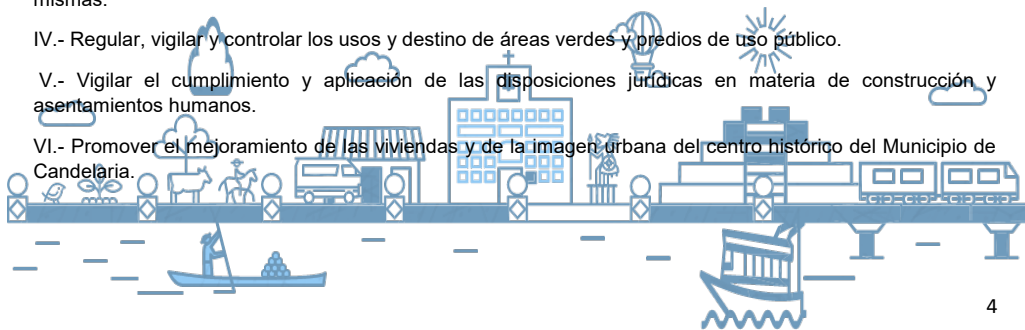 mismas.
IV.- Regular, vigilar y controlar los usos y destino de áreas verdes y predios de uso público.
V.- Vigilar el cumplimiento y aplicación de las disposiciones jurídicas en materia de construcción y
asentamientos humanos.
VI.- Promover el mejoramiento de las viviendas y de la imagen urbana del centro histórico del Municipio de
Candelaria.
4